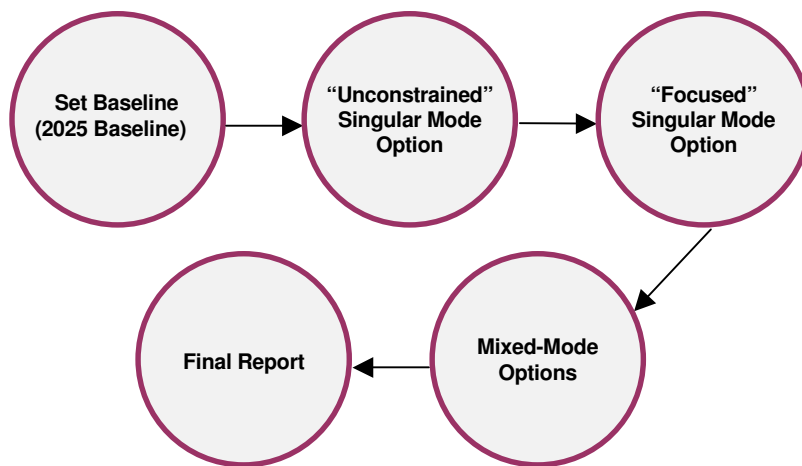 Set Baseline
(2025 Baseline)
“Unconstrained”
Singular Mode
Option
“Focused”
Singular Mode
Option
Mixed-Mode
Options
Final Report